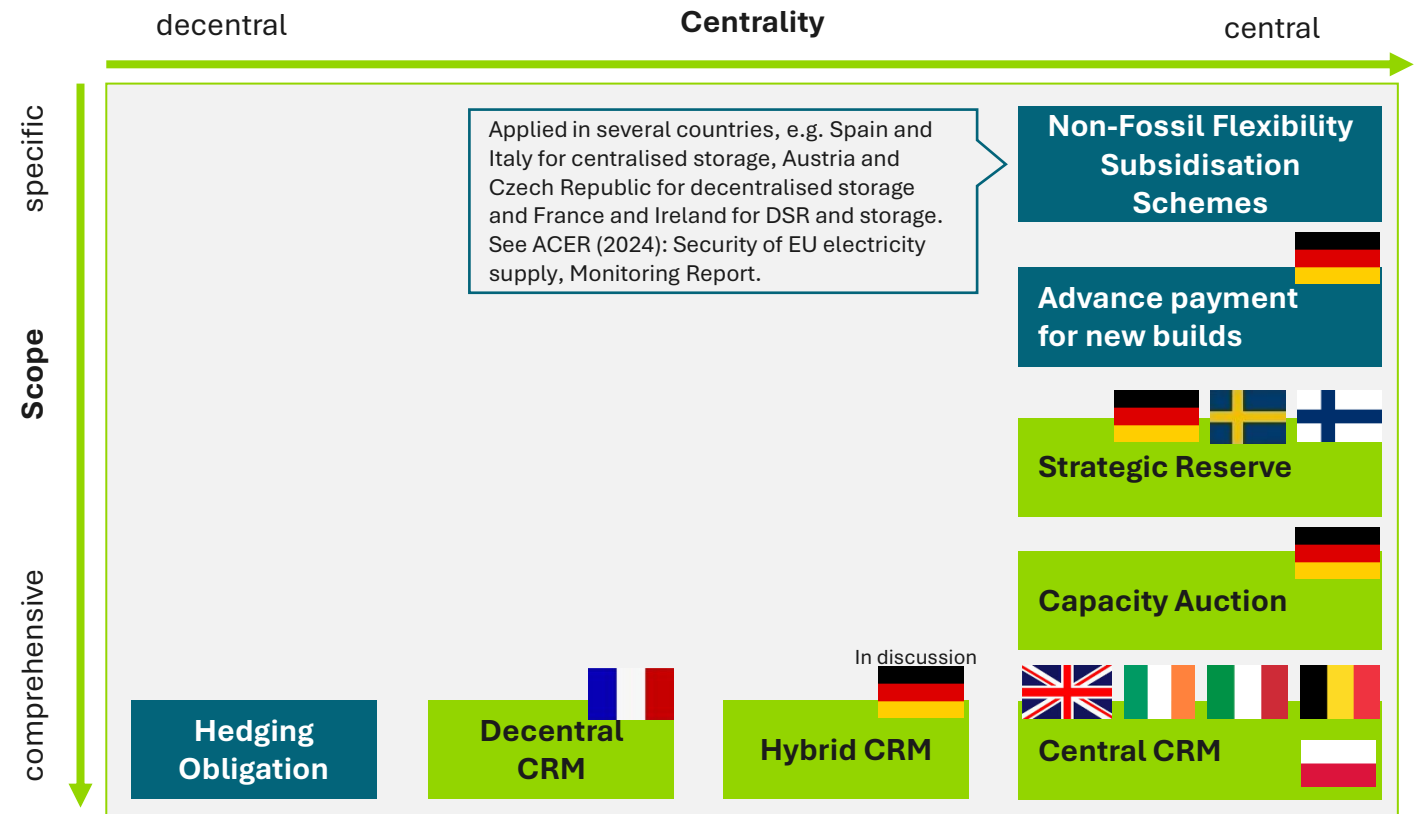 decentral
Centrality
central
specific
Scope
comprehensive
Applied in several countries, e.g. Spain and
Italy for centralised storage, Austria and
Czech Republic for decentralised storage
and France and Ireland for DSR and storage.
See ACER (2024): Security of EU electricity
supply, Monitoring Report.
Non-Fossil Flexibility
Subsidisation
Schemes
Advance payment
for new builds
Strategic Reserve
Capacity Auction
In discussion
Hedging
Obligation
Decentral
CRM
Hybrid CRM
Central CRM